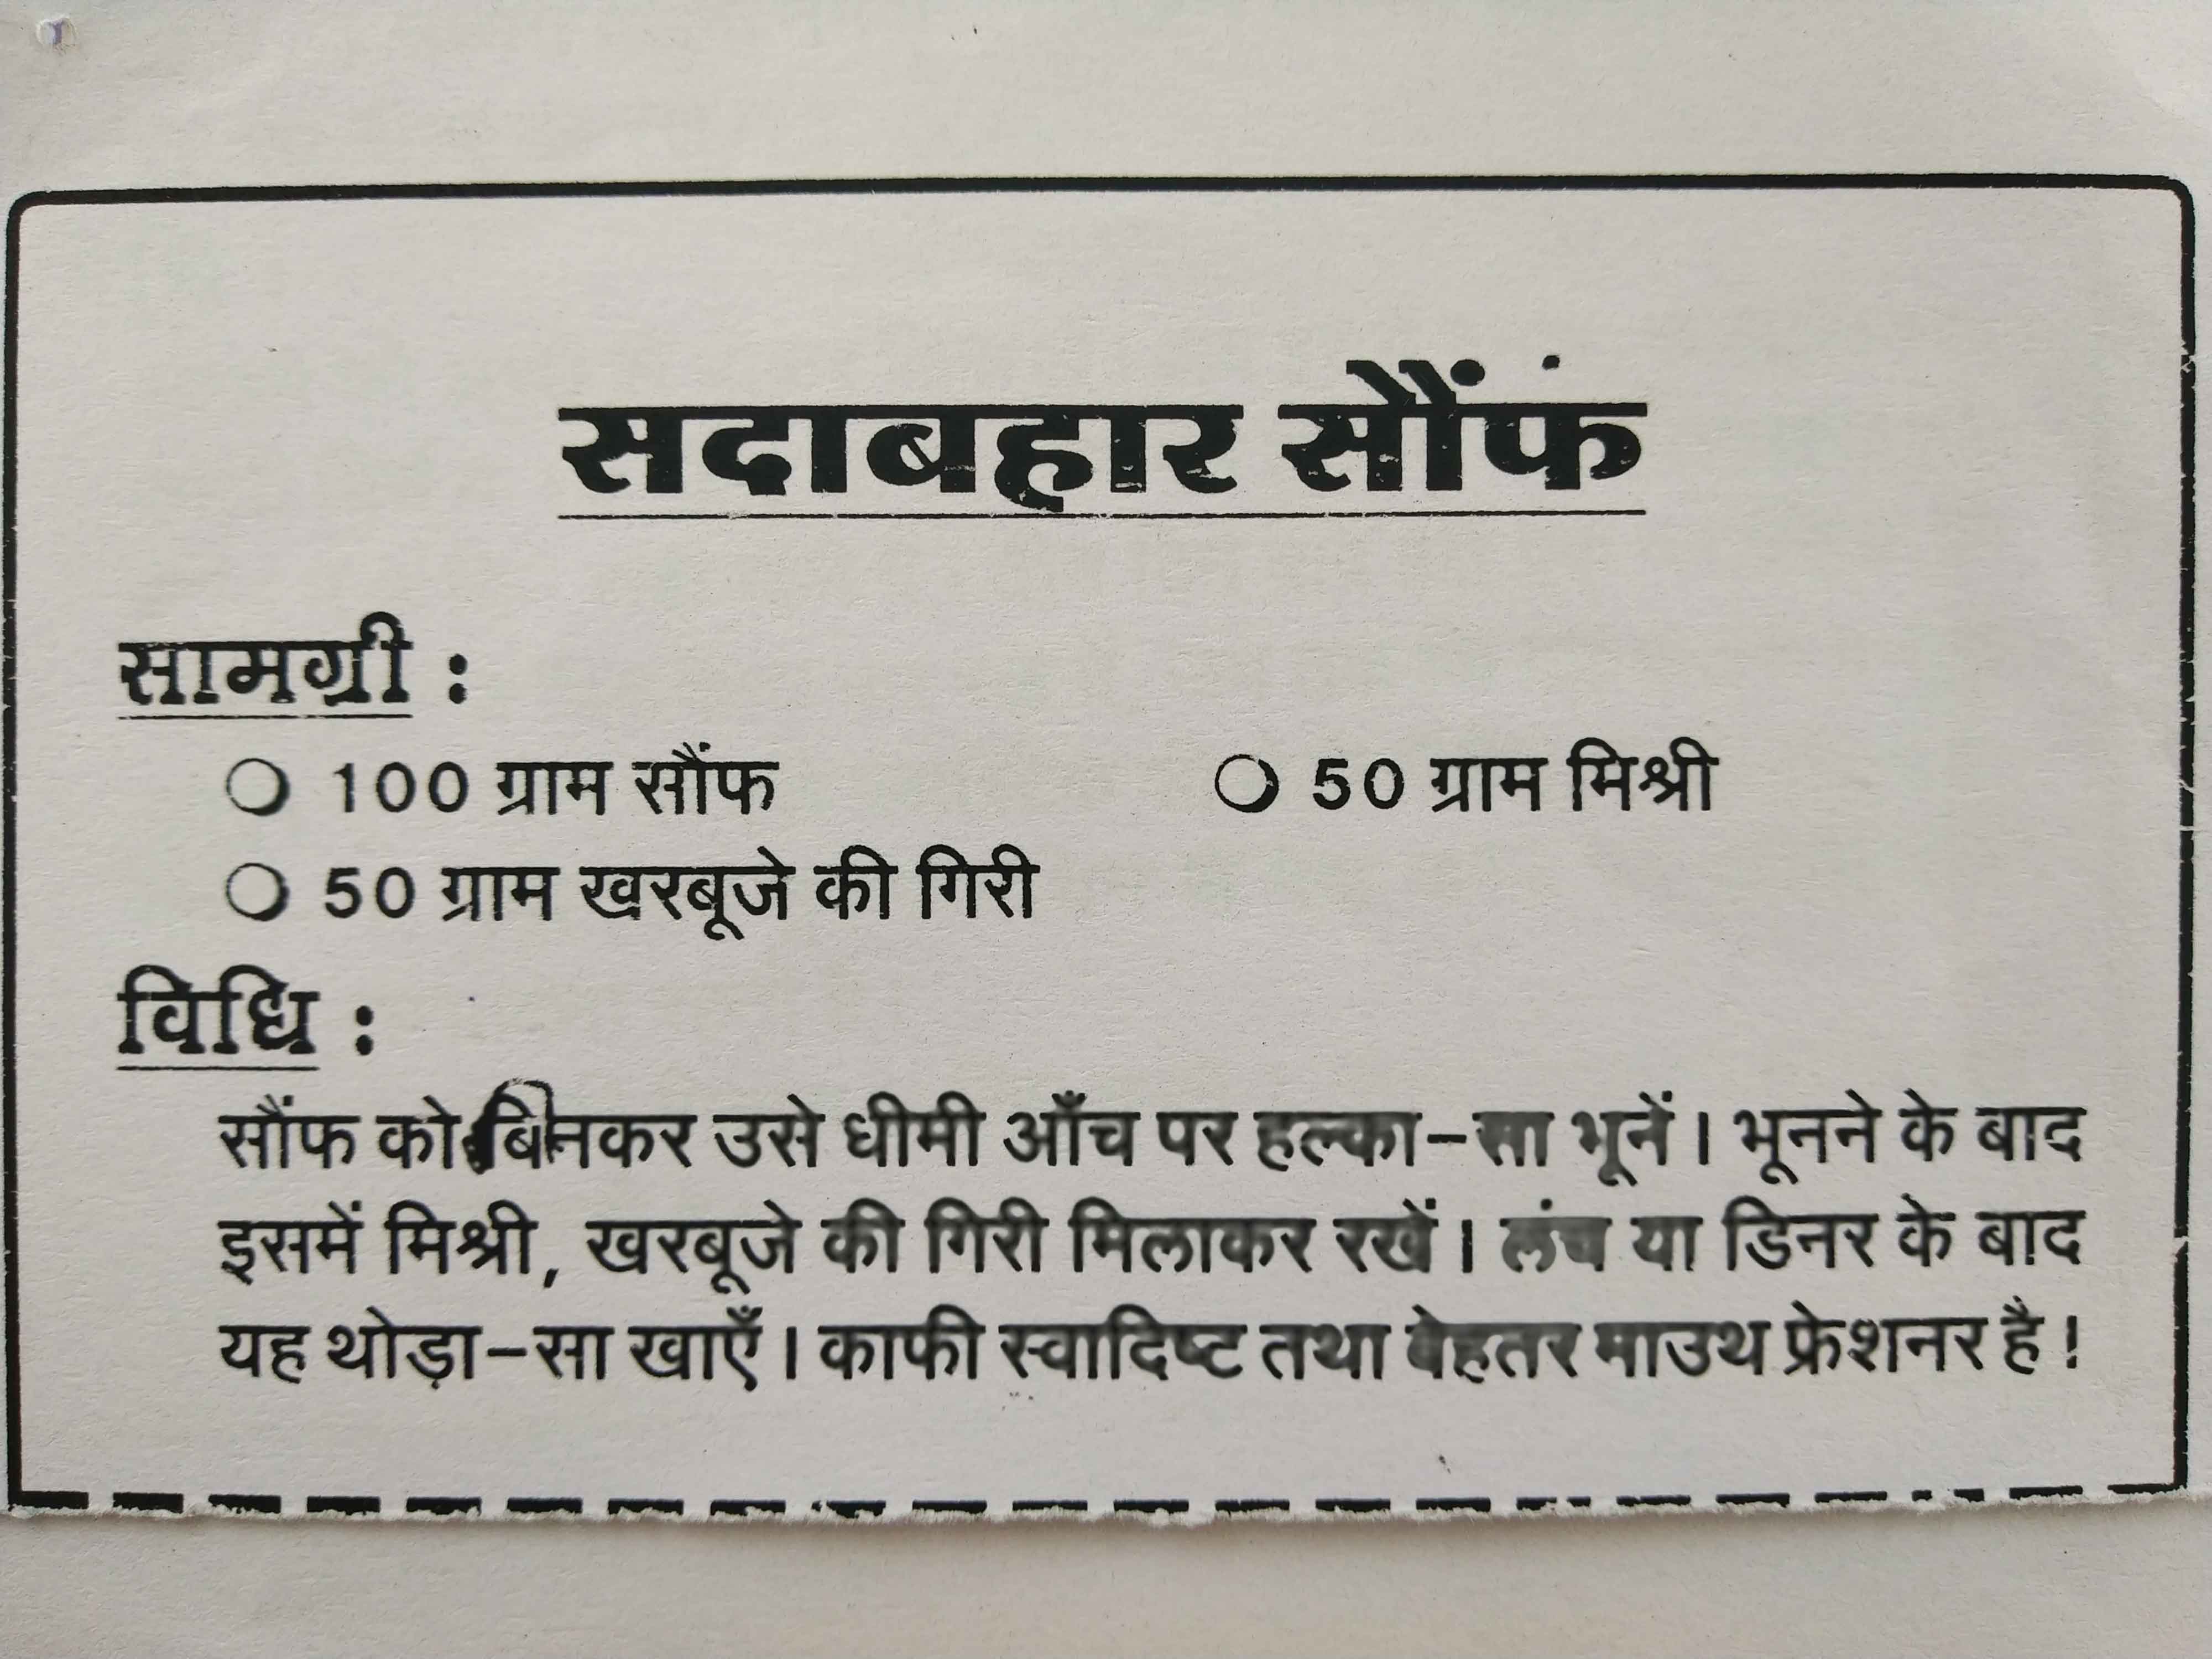 सदाबहार सौंफं
सामग्री :
○ 100 ग्राम सौंफ ○ 50 ग्राम मिश्री
○ 50 ग्राम खरबूजे की गिरी
विधि :
सौंफ को बिनकर उसे धीमी आँच पर हल्का-सा भूनें। भूनने के बाद
इसमें मिश्री, खरबूजे की गिरी मिलाकर रखें। लंच या डिनर के बाद
यह थोड़ा-सा खाएँ। काफी स्वादिष्ट तथा बेहतर माउथ फ्रेशनर है!